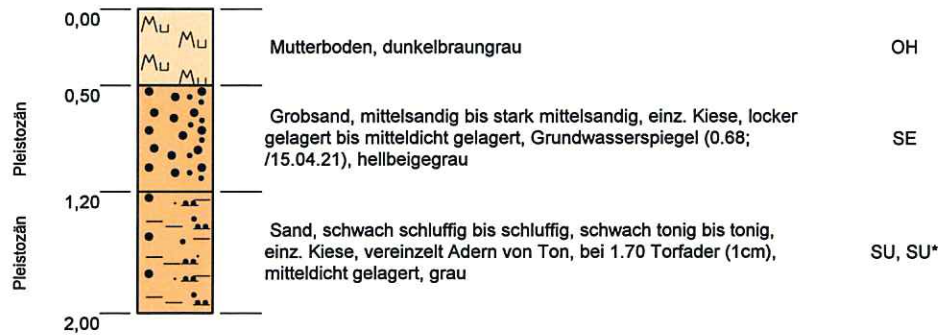 0,00
Mu Mu
Mu Mu
Mutterboden, dunkelbraungrau
OH
0,50
Pleistozän
Grobsand, mittelsandig bis stark mittelsandig, einz. Kiese, locker
gelagert bis mitteldicht gelagert, Grundwasserspiegel (0.68;
/15.04.21), hellbeigegrau
SE
1,20
Pleistozän
Sand, schwach schluffig bis schluffig, schwach tonig bis tonig,
einz. Kiese, vereinzelt Adern von Ton, bei 1.70 Torfader (1cm),
mitteldicht gelagert, grau
SU, SU*
2,00